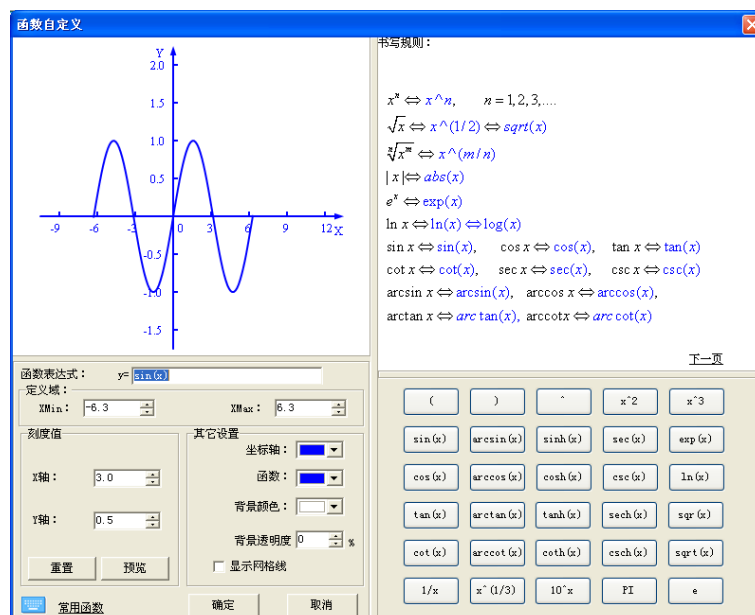 函数自定义
书写规则：
Y
2.0
1.5
1.0
0.5
-9 -6 -3 0 3 6 9 12 X
-0.5
-1.0
-1.5
xⁿ ⇔ x^n, n = 1,2,3,....
√x ⇔ x^(1/2) ⇔ sqrt(x)
ⁿ√xᵐ ⇔ x^(m/n)
| x |⇔ abs(x)
eˣ ⇔ exp(x)
ln x ⇔ ln(x) ⇔ log(x)
sin x ⇔ sin(x), cos x ⇔ cos(x), tan x ⇔ tan(x)
cot x ⇔ cot(x), sec x ⇔ sec(x), csc x ⇔ csc(x)
arcsin x ⇔ arcsin(x), arccos x ⇔ arccos(x),
arctan x ⇔ arc tan(x), arccotx ⇔ arc cot(x)
下一页
函数表达式： y= sin(x)
定义域：
XMin： -6.3 XMax： 6.3
刻度值
X轴： 3.0
Y轴： 0.5
重置 预览
其它设置
坐标轴：
函数：
背景颜色：
背景透明度 0 %
显示网格线
常用函数 确定 取消
( ) ^ x^2 x^3
sin(x) arcsin(x) sinh(x) sec(x) exp(x)
cos(x) arccos(x) cosh(x) csc(x) ln(x)
tan(x) arctan(x) tanh(x) sech(x) sqr(x)
cot(x) arccot(x) coth(x) csch(x) sqrt(x)
1/x x^(1/3) 10^x PI e